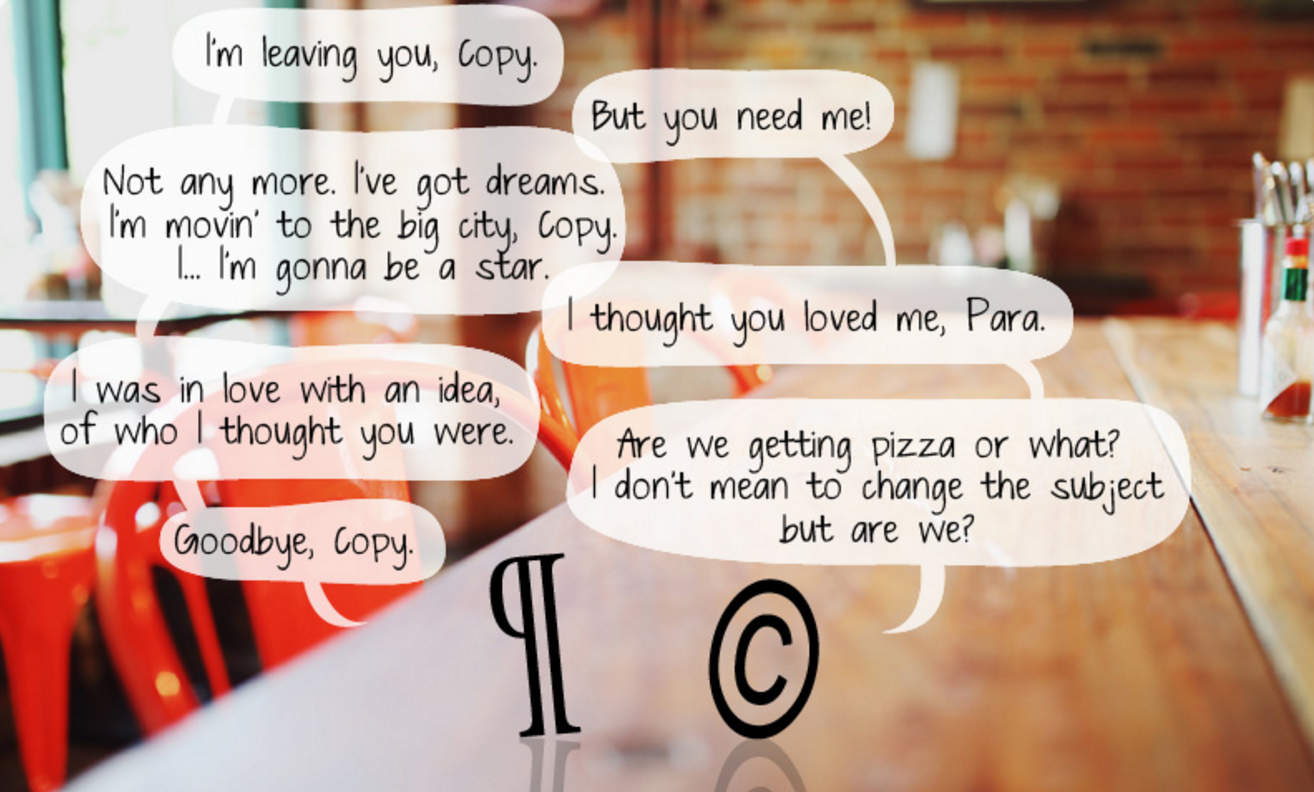 I'm leaving you, Copy.
But you need me!
Not any more. I've got dreams.
I'm movin' to the big city, Copy.
I... I'm gonna be a star.
I thought you loved me, Para.
I was in love with an idea,
of who I thought you were.
Are we getting pizza or what?
I don't mean to change the subject
but are we?
Goodbye, Copy.
¶ ©